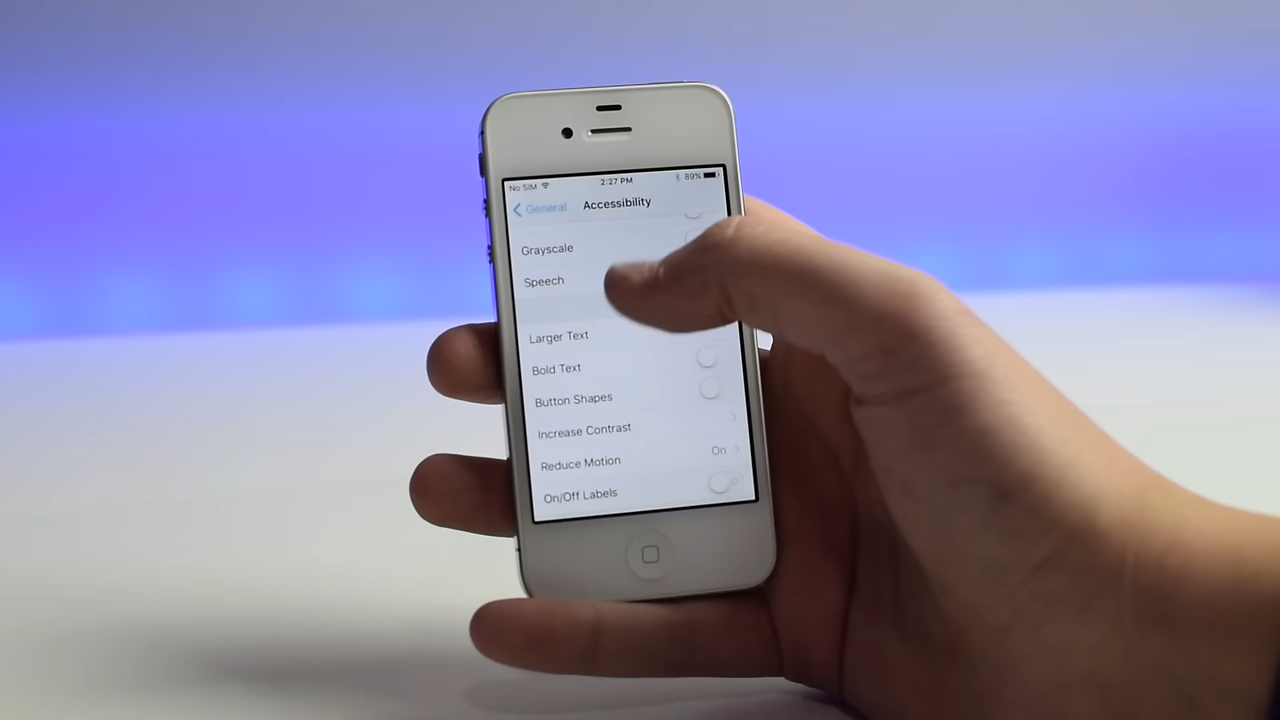 No SIM 2:27 PM 89%
General Accessibility
Grayscale
Speech
Larger Text
Bold Text
Button Shapes
Increase Contrast
Reduce Motion On
On/Off Labels